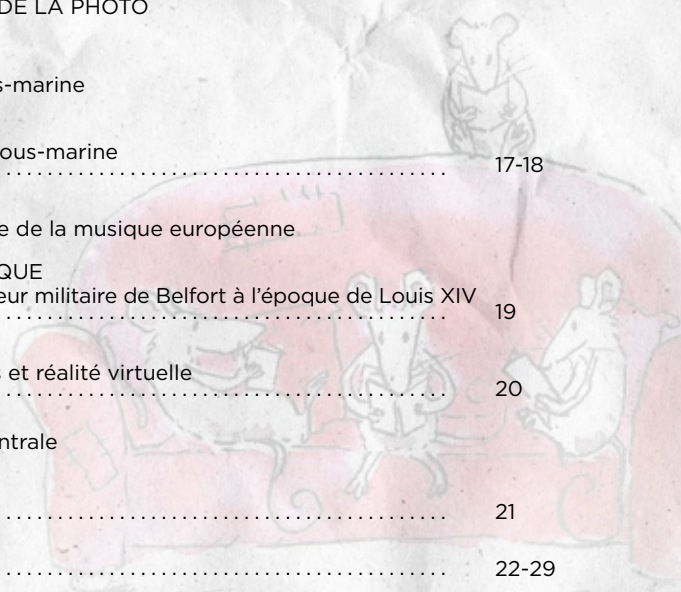 DE LA PHOTO
s-marine
ous-marine
........................................ 17-18
e de la musique européenne
QUE
eur militaire de Belfort à l'époque de Louis XIV
........................................ 19
s et réalité virtuelle
........................................ 20
ntrale
........................................ 21
........................................ 22-29